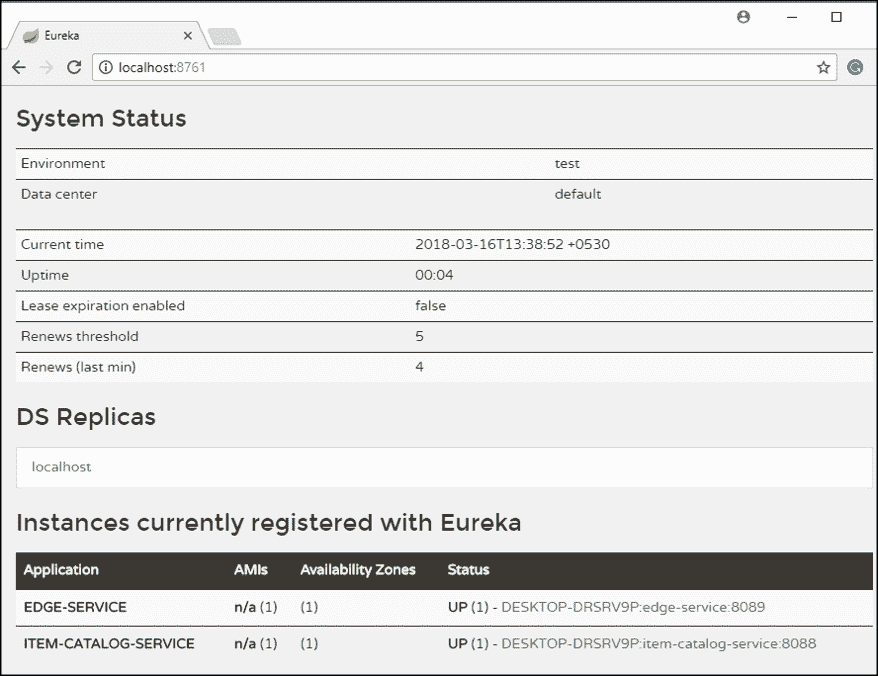 Eureka
localhost:8761
System Status
Environment test
Data center default
Current time 2018-03-16T13:38:52 +0530
Uptime 00:04
Lease expiration enabled false
Renews threshold 5
Renews (last min) 4
DS Replicas
localhost
Instances currently registered with Eureka
Application AMIs Availability Zones Status
EDGE-SERVICE n/a (1) (1) UP (1) - DESKTOP-DRSRV9P:edge-service:8089
ITEM-CATALOG-SERVICE n/a (1) (1) UP (1) - DESKTOP-DRSRV9P:item-catalog-service:8088